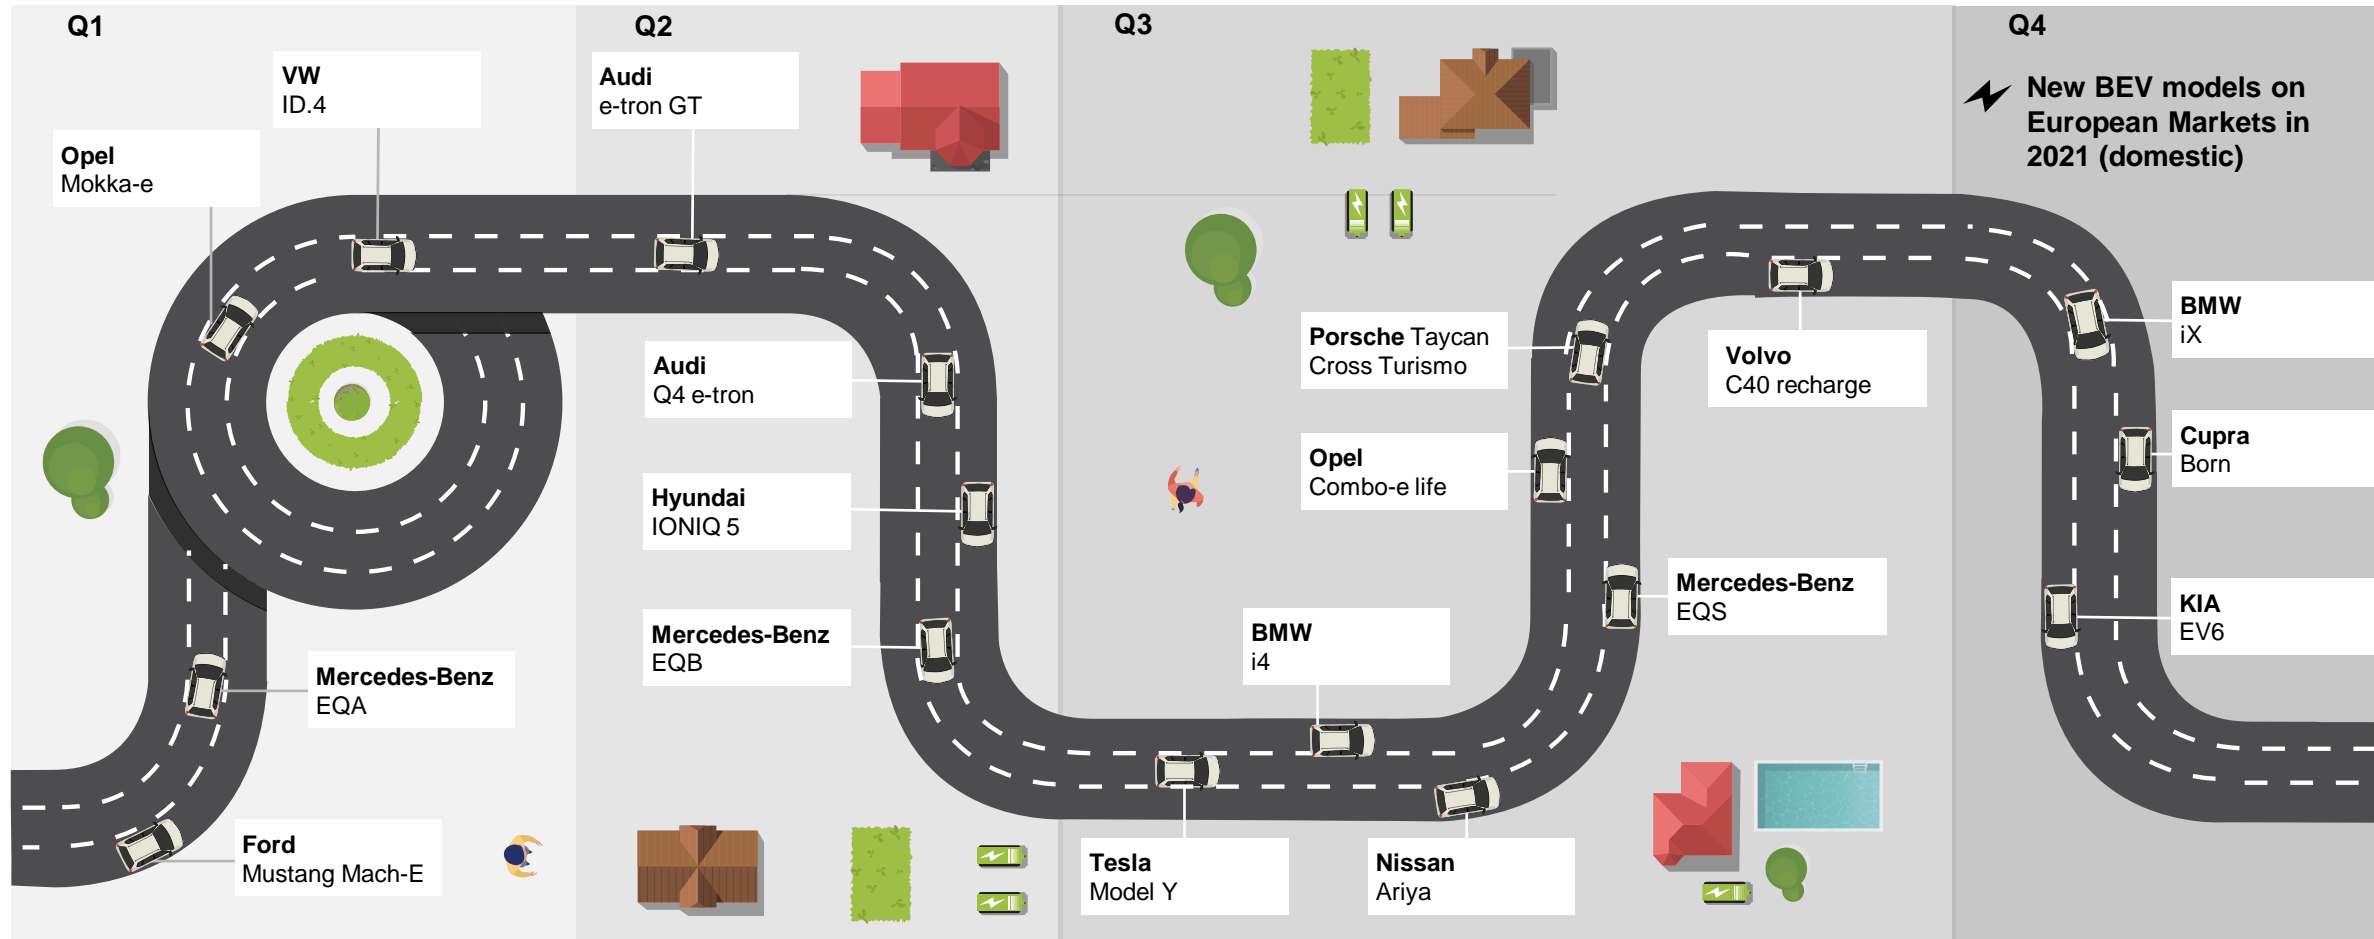 Q1
Q2
Q3
Q4
New BEV models on
European Markets in
2021 (domestic)
VW
ID.4
Opel
Mokka-e
Mercedes-Benz
EQA
Ford
Mustang Mach-E
Audi
e-tron GT
Audi
Q4 e-tron
Hyundai
IONIQ 5
Mercedes-Benz
EQB
Tesla
Model Y
BMW
i4
Nissan
Ariya
Mercedes-Benz
EQS
Opel
Combo-e life
Porsche Taycan
Cross Turismo
Volvo
C40 recharge
BMW
iX
Cupra
Born
KIA
EV6